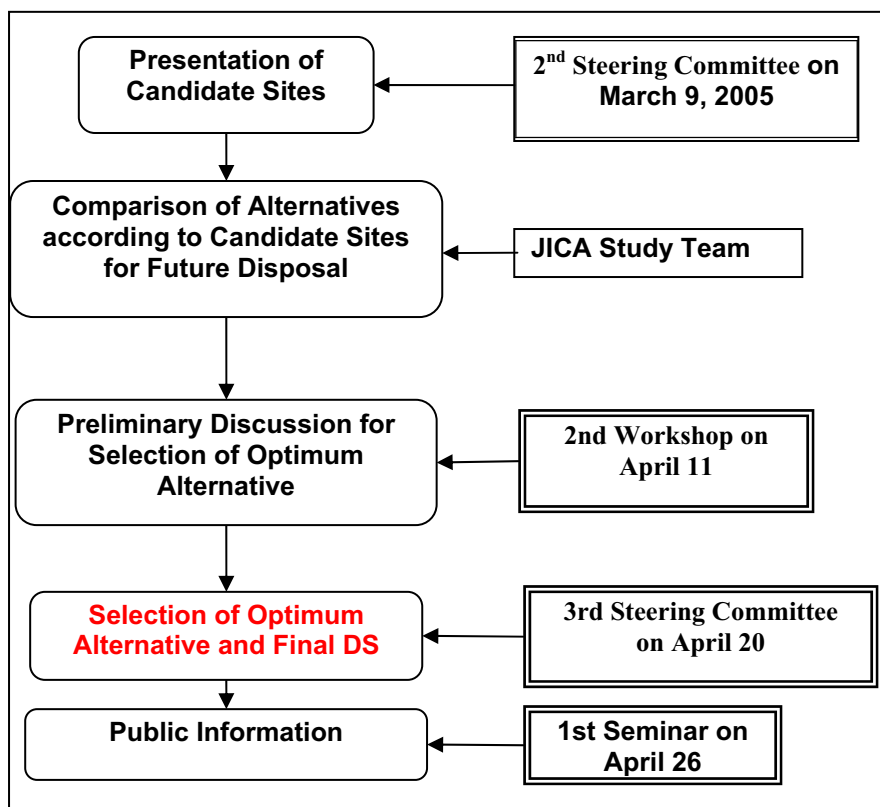 Presentation of
Candidate Sites
2nd Steering Committee on
March 9, 2005
Comparison of Alternatives
according to Candidate Sites
for Future Disposal
JICA Study Team
Preliminary Discussion for
Selection of Optimum
Alternative
2nd Workshop on
April 11
Selection of Optimum
Alternative and Final DS
3rd Steering Committee
on April 20
Public Information
1st Seminar on
April 26